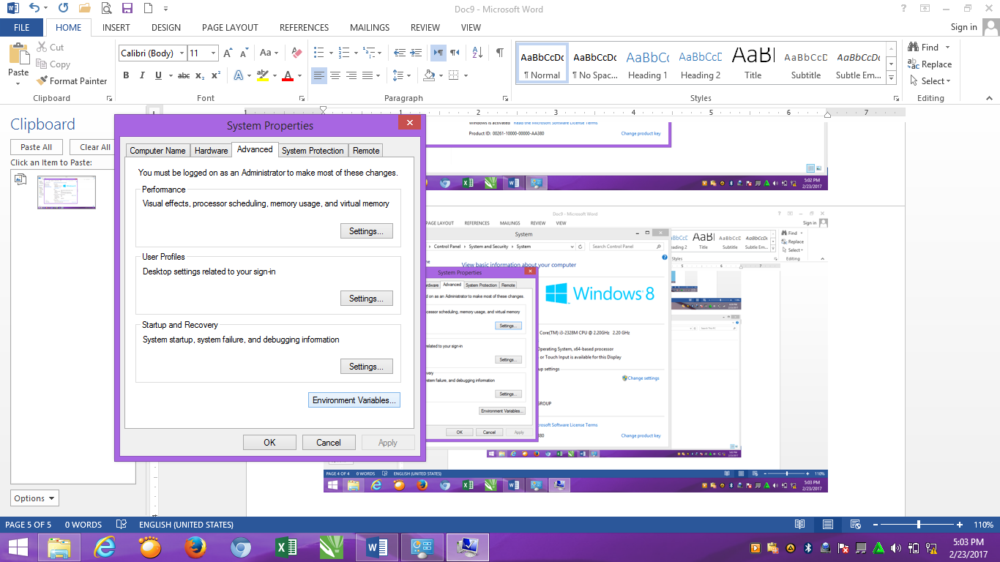 Doc9 - Microsoft Word
FILE HOME INSERT DESIGN PAGE LAYOUT REFERENCES MAILINGS REVIEW VIEW Sign in
Paste
Cut
Copy
Format Painter
Clipboard
Calibri (Body) 11
Font
Paragraph
AaBbCcDc AaBbCcDc AaBbCc AaBbCcD AaBl AaBbCcD AaBbCcDc
¶ Normal ¶ No Spac... Heading 1 Heading 2 Title Subtitle Subtle Em...
Styles
Find
Replace
Select
Editing
1 1 2 3 4 5 6 7
Clipboard
Paste All Clear All
Click an Item to Paste:
Options
System Properties
Computer Name Hardware Advanced System Protection Remote
You must be logged on as an Administrator to make most of these changes.
Performance
Visual effects, processor scheduling, memory usage, and virtual memory
Settings...
User Profiles
Desktop settings related to your sign-in
Settings...
Startup and Recovery
System startup, system failure, and debugging information
Settings...
Environment Variables...
OK Cancel Apply
Windows is activated Read the Microsoft Software License Terms
Product ID: 00261-10000-00000-AA380 Change product key
5:02 PM
2/23/2017
Doc9 - Microsoft Word
PAGE LAYOUT REFERENCES MAILINGS REVIEW VIEW Sign in
System
Control Panel System and Security System Search Control Panel
View basic information about your computer
Find
Replace
Select
Editing
Title Subtitle Subtle Em...
Styles
System Properties
Advanced System Protection Remote
on as an Administrator to make most of these changes.
scheduling, memory usage, and virtual memory
Settings...
related to your sign-in
Settings...
failure, and debugging information
Settings...
Environment Variables...
OK Cancel Apply
Windows 8
Core(TM) i3-2328M CPU @ 2.20GHz 2.20 GHz
Operating System, x64-based processor
or Touch Input is available for this Display
up settings
Change settings
GROUP
Software License Terms
Change product key
PAGE 4 OF 4 0 WORDS ENGLISH (UNITED STATES) 110%
5:03 PM
2/23/2017
PAGE 5 OF 5 0 WORDS ENGLISH (UNITED STATES) 110%
5:03 PM
2/23/2017